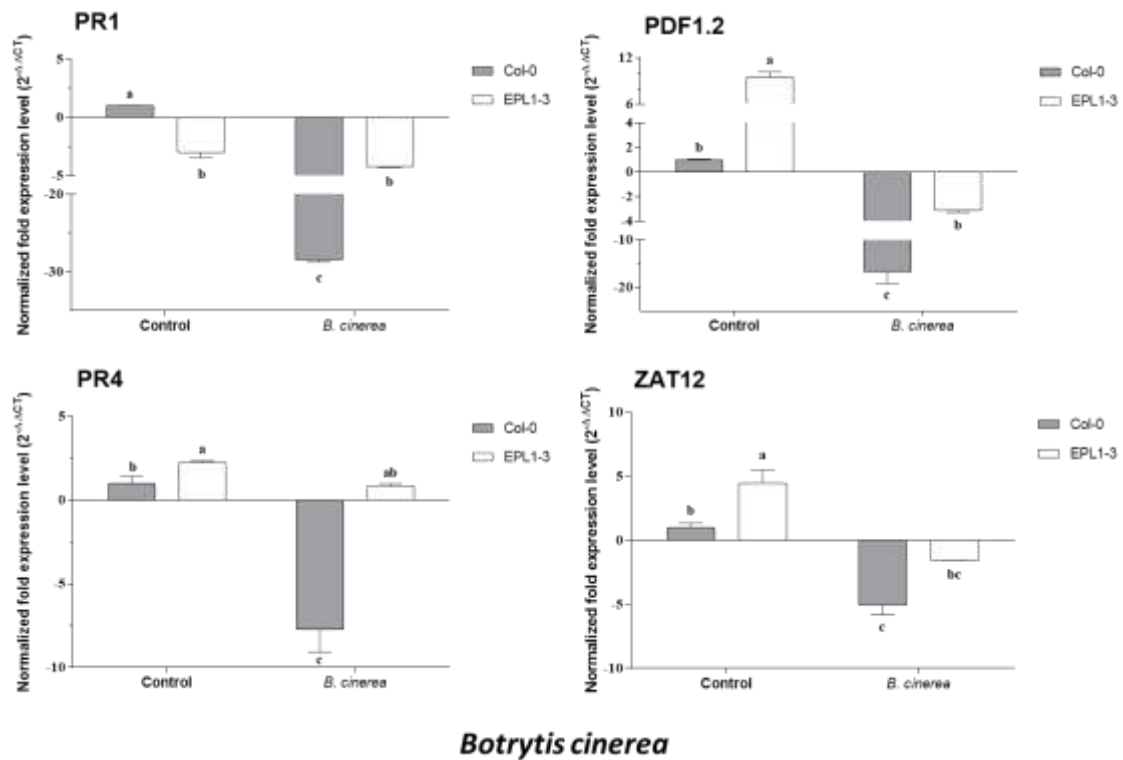 PR1
Normalized fold expression level (2^-ΔΔCT)
5
0
-5
-20
-30
a
b
c
b
Control
B. cinerea
Col-0
EPL1-3
PDF1.2
Normalized fold expression level (2^-ΔΔCT)
12
6
4
2
0
-2
-4
-10
-20
b
a
c
b
Control
B. cinerea
Col-0
EPL1-3
PR4
Normalized fold expression level (2^-ΔΔCT)
5
0
-5
-10
b
a
c
ab
Control
B. cinerea
Col-0
EPL1-3
ZAT12
Normalized fold expression level (2^-ΔΔCT)
10
5
0
-5
-10
b
a
c
bc
Control
B. cinerea
Col-0
EPL1-3
Botrytis cinerea